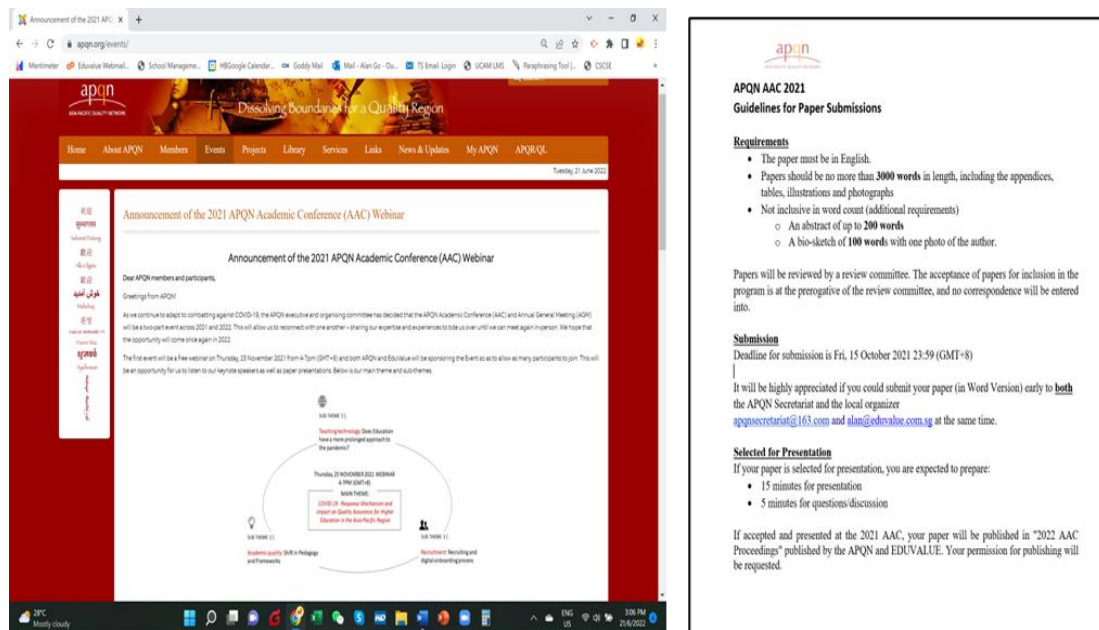 Announcement of the 2021 APQ
apqn.org/events/
Mentimeter
Eduvalue Webmail...
School Manageme...
HBGoogle Calendar...
Goddy Mail
Mail - Alan Go - Ou...
TS Email Login
UCAM LMS
Paraphrasing Tool |...
CSCSE
apqn
ASIA-PACIFIC QUALITY NETWORK
Dissolving Boundaries for a Quality Region
Home About APQN Members Events Projects Library Services Links News & Updates My APQN APQR/QL
Tuesday, 21 June 2022
Announcement of the 2021 APQN Academic Conference (AAC) Webinar
Announcement of the 2021 APQN Academic Conference (AAC) Webinar
Dear APQN members and participants,
Greetings from APQN!
As we continue to adapt to combatting against COVID-19, the APQN executive and organising committee has decided that the APQN Academic Conference (AAC) and Annual General Meeting (AGM)
will be a two-part event across 2021 and 2022. This will allow us to reconnect with one another – sharing our expertise and experiences to tide us over until we can meet again in-person. We hope that
the opportunity will come once again in 2022.
The first event will be a free webinar on Thursday, 25 November 2021 from 4-7pm (GMT+8) and both APQN and EduValue will be sponsoring the Event so as to allow as many participants to join. This will
be an opportunity for us to listen to our keynote speakers as well as paper presentations. Below is our main theme and sub-themes.
Teaching technology: Does Education
have a more prolonged approach to
the pandemic?
Thursday, 25 NOVEMBER 2021 WEBINAR
4-7PM (GMT+8)
MAIN THEME:
COVID-19 - Response Mechanism and
impact on Quality Assurance for Higher
Education in the Asia-Pacific Region
Academic quality: Shift in Pedagogy
and Frameworks
Recruitment: Recruiting and
digital onboarding process
28°C
Mostly cloudy
ENG
US
3:06 PM
21/6/2022
apqn
ASIA-PACIFIC QUALITY NETWORK
APQN AAC 2021
Guidelines for Paper Submissions
Requirements
• The paper must be in English.
• Papers should be no more than 3000 words in length, including the appendices,
tables, illustrations and photographs
• Not inclusive in word count (additional requirements)
o An abstract of up to 200 words
o A bio-sketch of 100 words with one photo of the author.
Papers will be reviewed by a review committee. The acceptance of papers for inclusion in the
program is at the prerogative of the review committee, and no correspondence will be entered
into.
Submission
Deadline for submission is Fri, 15 October 2021 23:59 (GMT+8)
It will be highly appreciated if you could submit your paper (in Word Version) early to both
the APQN Secretariat and the local organizer
apqnsecretariat@163.com and alan@eduvalue.com.sg at the same time.
Selected for Presentation
If your paper is selected for presentation, you are expected to prepare:
• 15 minutes for presentation
• 5 minutes for questions/discussion
If accepted and presented at the 2021 AAC, your paper will be published in "2022 AAC
Proceedings" published by the APQN and EDUVALUE. Your permission for publishing will
be requested.